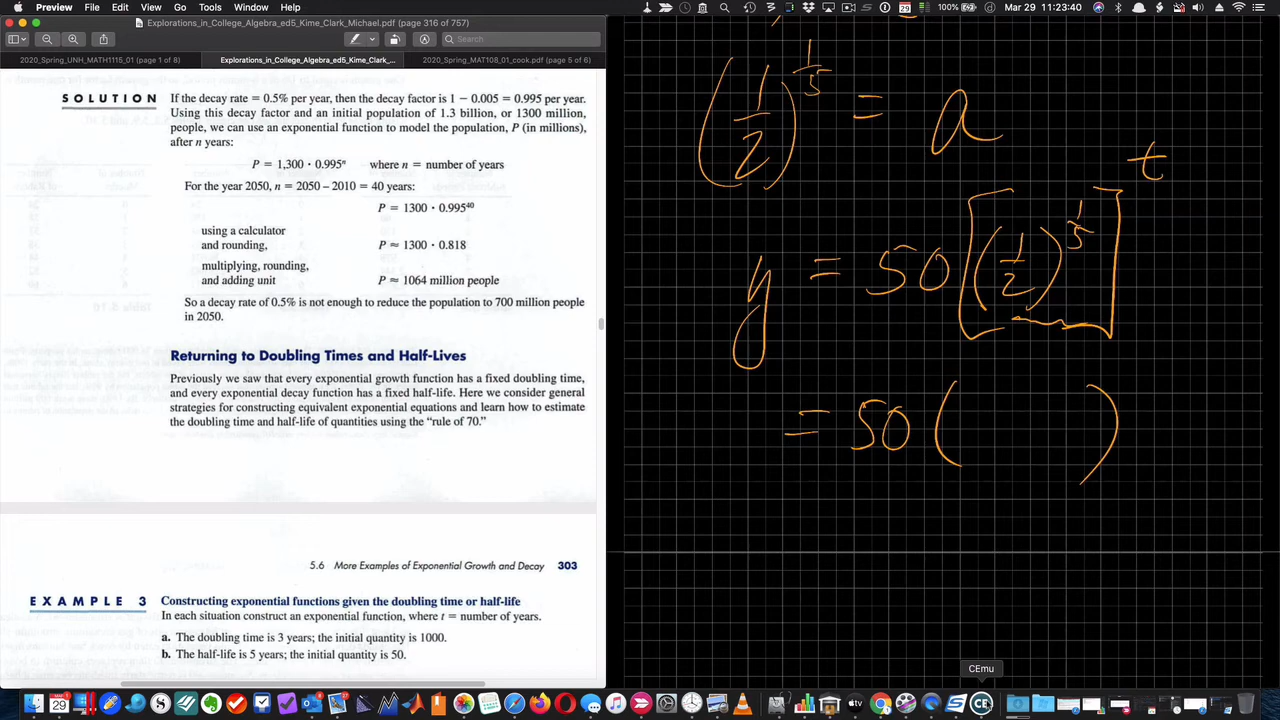 Preview File Edit View Go Tools Window Help 100% Mar 29 11:23:40
Explorations_in_College_Algebra_ed5_Kime_Clark_Michael.pdf (page 316 of 757)
Search
2020_Spring_UNH_MATH1115_01 (page 1 of 8) Explorations_in_College_Algebra_ed5_Kime_Clark_... 2020_Spring_MAT108_01_cook.pdf (page 5 of 6)
SOLUTION If the decay rate = 0.5% per year, then the decay factor is 1 − 0.005 = 0.995 per year.
Using this decay factor and an initial population of 1.3 billion, or 1300 million,
people, we can use an exponential function to model the population, P (in millions),
after n years:
P = 1,300 · 0.995ⁿ where n = number of years
For the year 2050, n = 2050 − 2010 = 40 years:
P = 1300 · 0.995⁴⁰
using a calculator
and rounding, P ≈ 1300 · 0.818
multiplying, rounding,
and adding unit P ≈ 1064 million people
So a decay rate of 0.5% is not enough to reduce the population to 700 million people
in 2050.
Returning to Doubling Times and Half-Lives
Previously we saw that every exponential growth function has a fixed doubling time,
and every exponential decay function has a fixed half-life. Here we consider general
strategies for constructing equivalent exponential equations and learn how to estimate
the doubling time and half-life of quantities using the “rule of 70.”
5.6 More Examples of Exponential Growth and Decay 303
EXAMPLE 3 Constructing exponential functions given the doubling time or half-life
In each situation construct an exponential function, where t = number of years.
a. The doubling time is 3 years; the initial quantity is 1000.
b. The half-life is 5 years; the initial quantity is 50.
(1/2)^(1/5) = a
y = 50[(1/2)^(1/5)]^t
= 50( )
CEmu